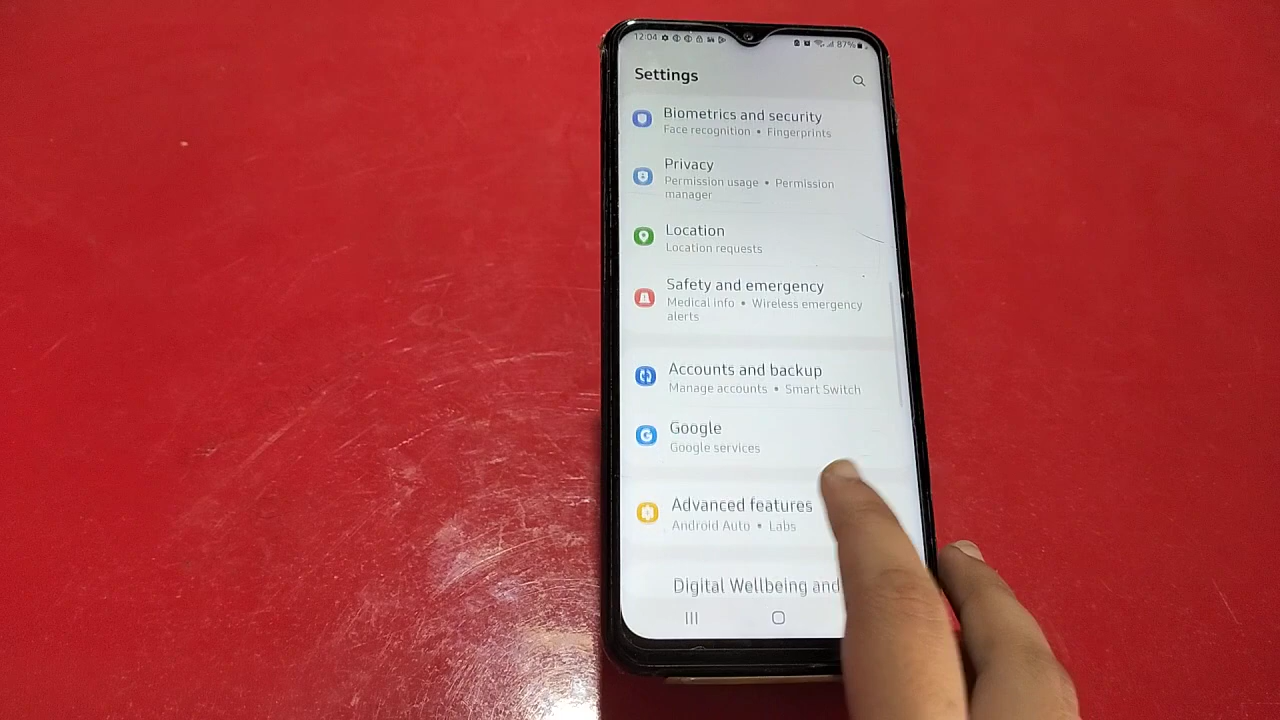 12:04
87%
Settings
Biometrics and security
Face recognition • Fingerprints
Privacy
Permission usage • Permission
manager
Location
Location requests
Safety and emergency
Medical info • Wireless emergency
alerts
Accounts and backup
Manage accounts • Smart Switch
Google
Google services
Advanced features
Android Auto • Labs
Digital Wellbeing and